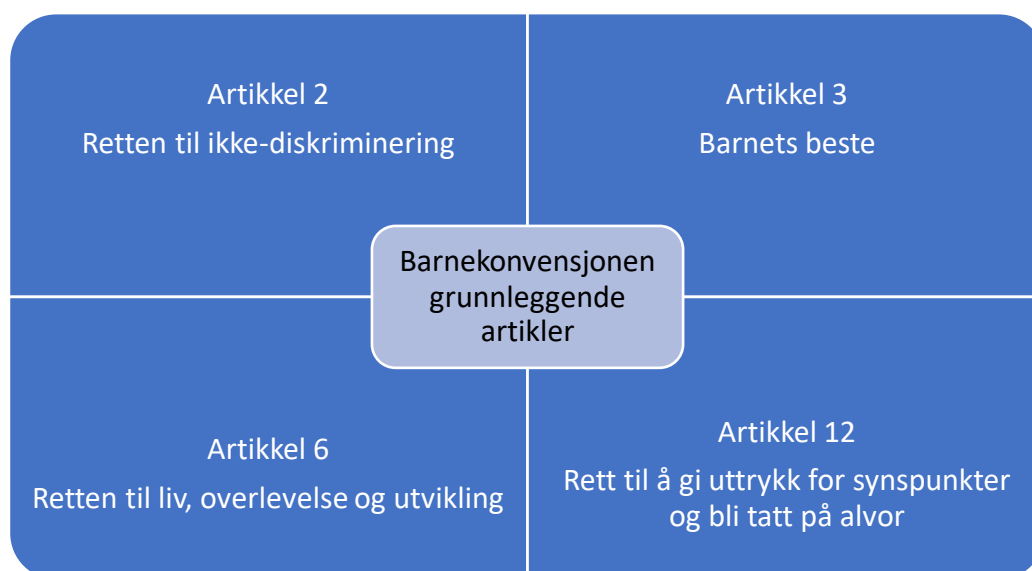 Artikkel 2
Retten til ikke-diskriminering
Artikkel 3
Barnets beste
Barnekonvensjonen
grunnleggende
artikler
Artikkel 6
Retten til liv, overlevelse og utvikling
Artikkel 12
Rett til å gi uttrykk for synspunkter
og bli tatt på alvor